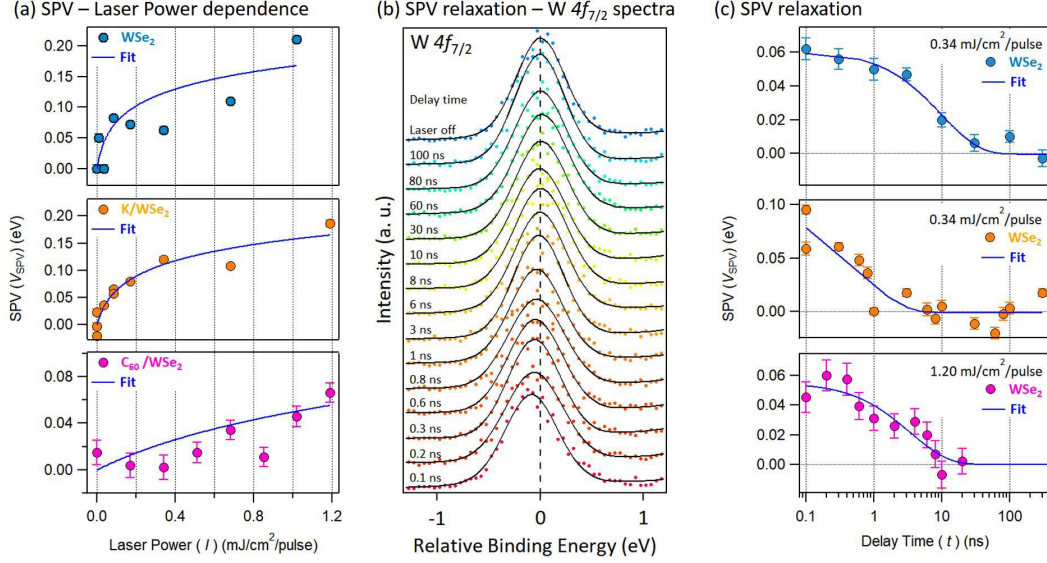 (a) SPV – Laser Power dependence
(b) SPV relaxation – W 4f7/2 spectra
(c) SPV relaxation
SPV (VSPV) (eV)
0.20
0.15
0.10
0.05
0.00
WSe2
Fit
0.20
0.15
0.10
0.05
0.00
K/WSe2
Fit
0.08
0.04
0.00
C60/WSe2
Fit
0.0
0.4
0.8
1.2
Laser Power ( I ) (mJ/cm2/pulse)
Intensity (a. u.)
W 4f7/2
Delay time
Laser off
100 ns
80 ns
60 ns
30 ns
10 ns
8 ns
6 ns
3 ns
1 ns
0.8 ns
0.6 ns
0.3 ns
0.2 ns
0.1 ns
-1
0
1
Relative Binding Energy (eV)
SPV (VSPV) (eV)
0.06
0.04
0.02
0.00
0.34 mJ/cm2/pulse
WSe2
Fit
0.10
0.05
0.00
0.34 mJ/cm2/pulse
WSe2
Fit
0.06
0.04
0.02
0.00
1.20 mJ/cm2/pulse
WSe2
Fit
0.1
1
10
100
Delay Time ( t ) (ns)